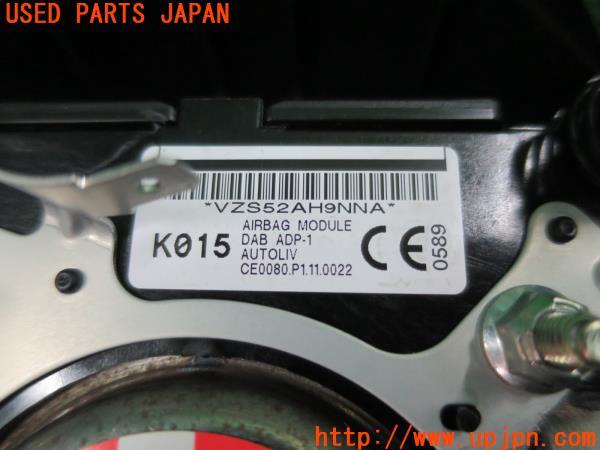 USED PARTS JAPAN
*VZS52AH9NNA*
K015
AIRBAG MODULE
DAB ADP-1
AUTOLIV
CE0080.P1.11.0022
CE
0589
http://www.upjpn.com/